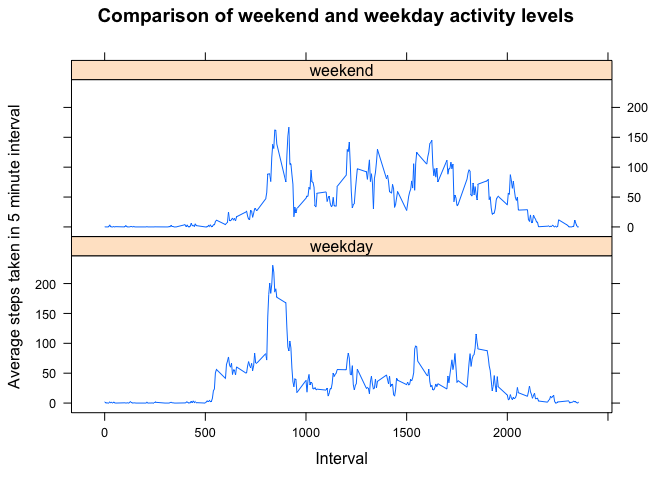 Comparison of weekend and weekday activity levels
weekend
200
150
100
50
0
Average steps taken in 5 minute interval
weekday
200
150
100
50
0
0 500 1000 1500 2000
Interval